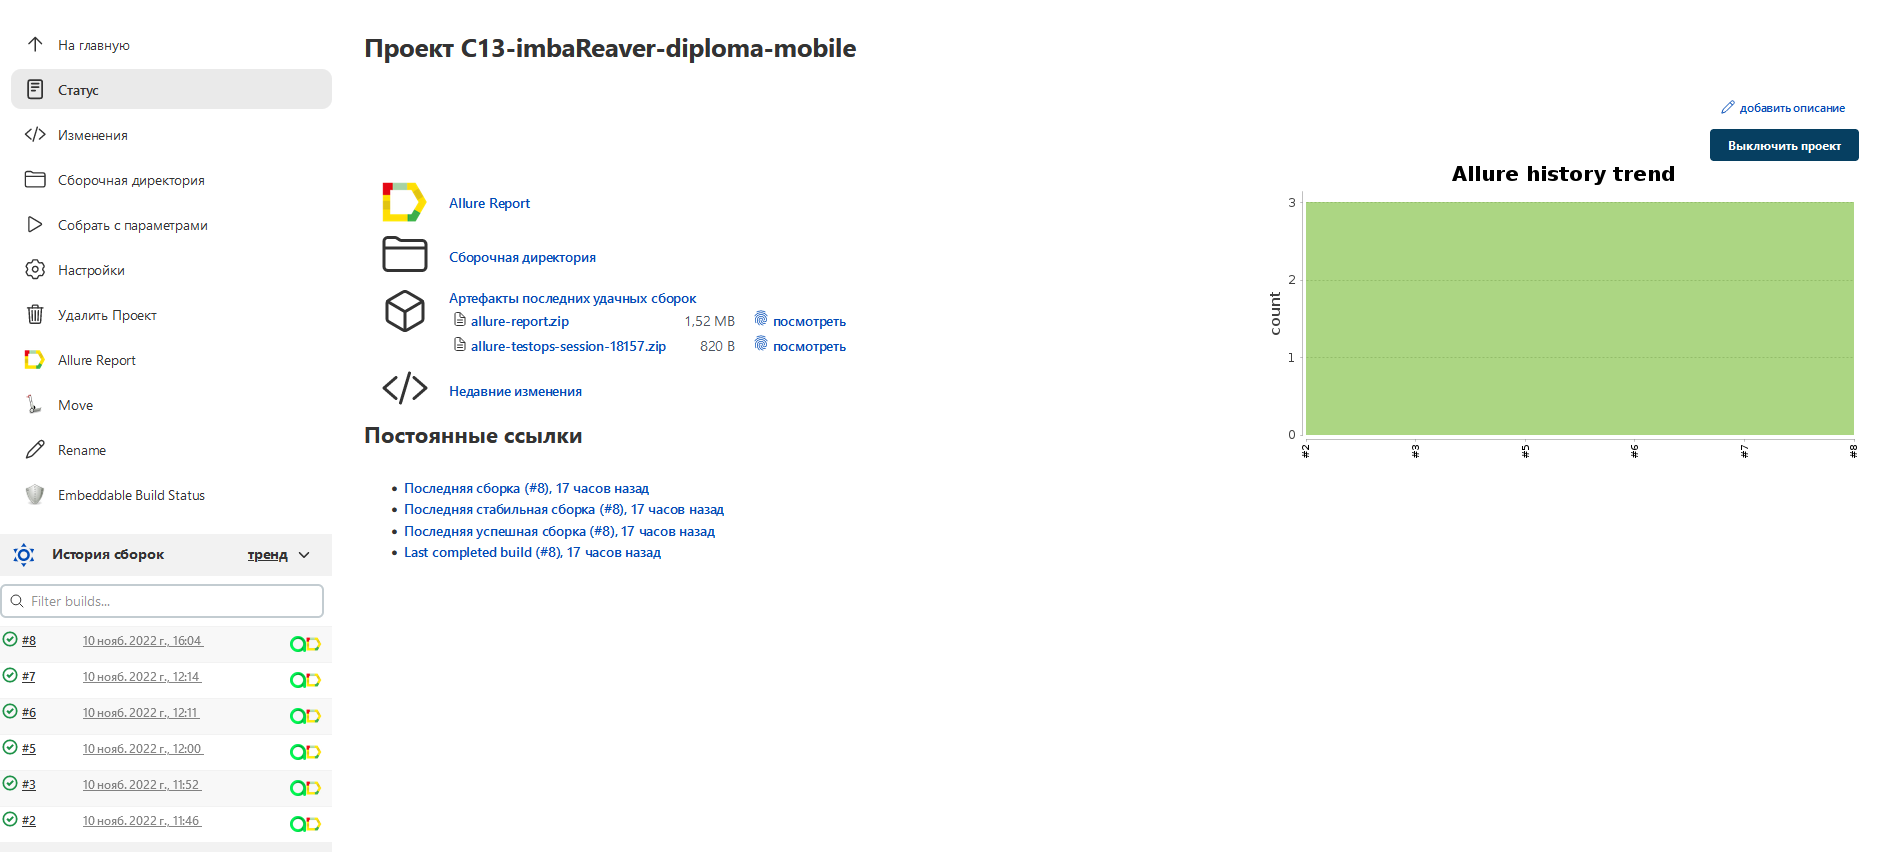 На главную
Статус
Изменения
Сборочная директория
Собрать с параметрами
Настройки
Удалить Проект
Allure Report
Move
Rename
Embeddable Build Status
История сборок тренд
Filter builds...
#8 10 нояб. 2022 г., 16:04
#7 10 нояб. 2022 г., 12:14
#6 10 нояб. 2022 г., 12:11
#5 10 нояб. 2022 г., 12:00
#3 10 нояб. 2022 г., 11:52
#2 10 нояб. 2022 г., 11:46
Проект C13-imbaReaver-diploma-mobile
добавить описание
Выключить проект
Allure Report
Сборочная директория
Артефакты последних удачных сборок
allure-report.zip 1,52 MB посмотреть
allure-testops-session-18157.zip 820 B посмотреть
Недавние изменения
Постоянные ссылки
Последняя сборка (#8), 17 часов назад
Последняя стабильная сборка (#8), 17 часов назад
Последняя успешная сборка (#8), 17 часов назад
Last completed build (#8), 17 часов назад
Allure history trend
count
3
2
1
0
#2 #3 #5 #6 #7 #8